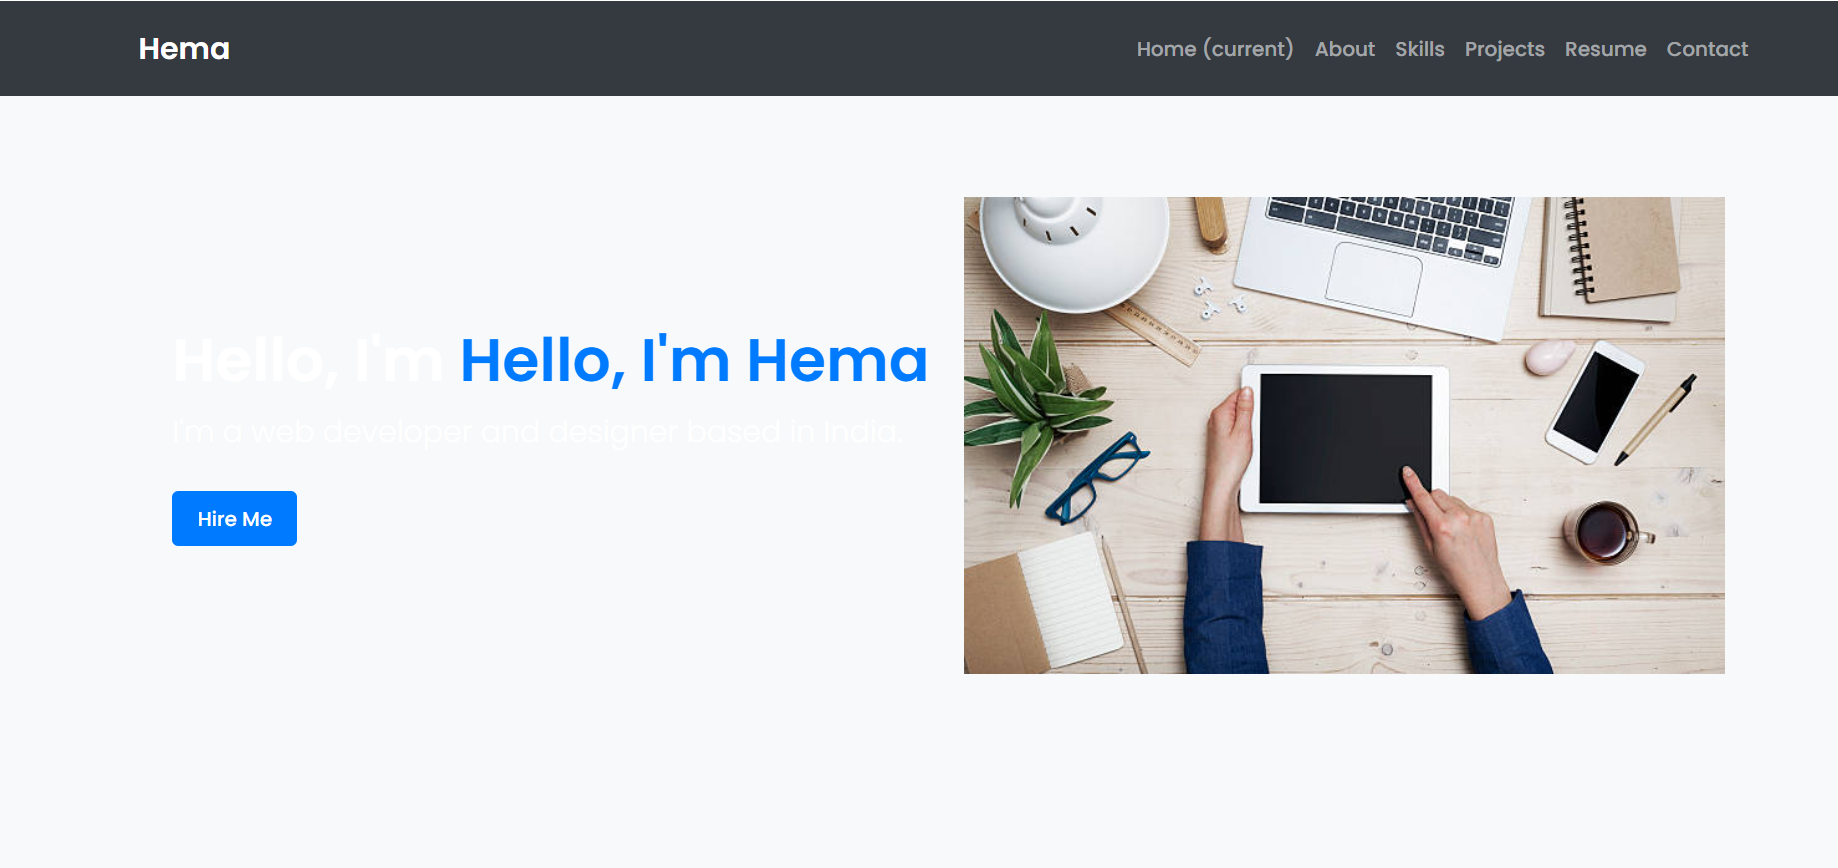 Hema
Home (current) About Skills Projects Resume Contact
Hello, I'm Hello, I'm Hema
I'm a web developer and designer based in India.
Hire Me